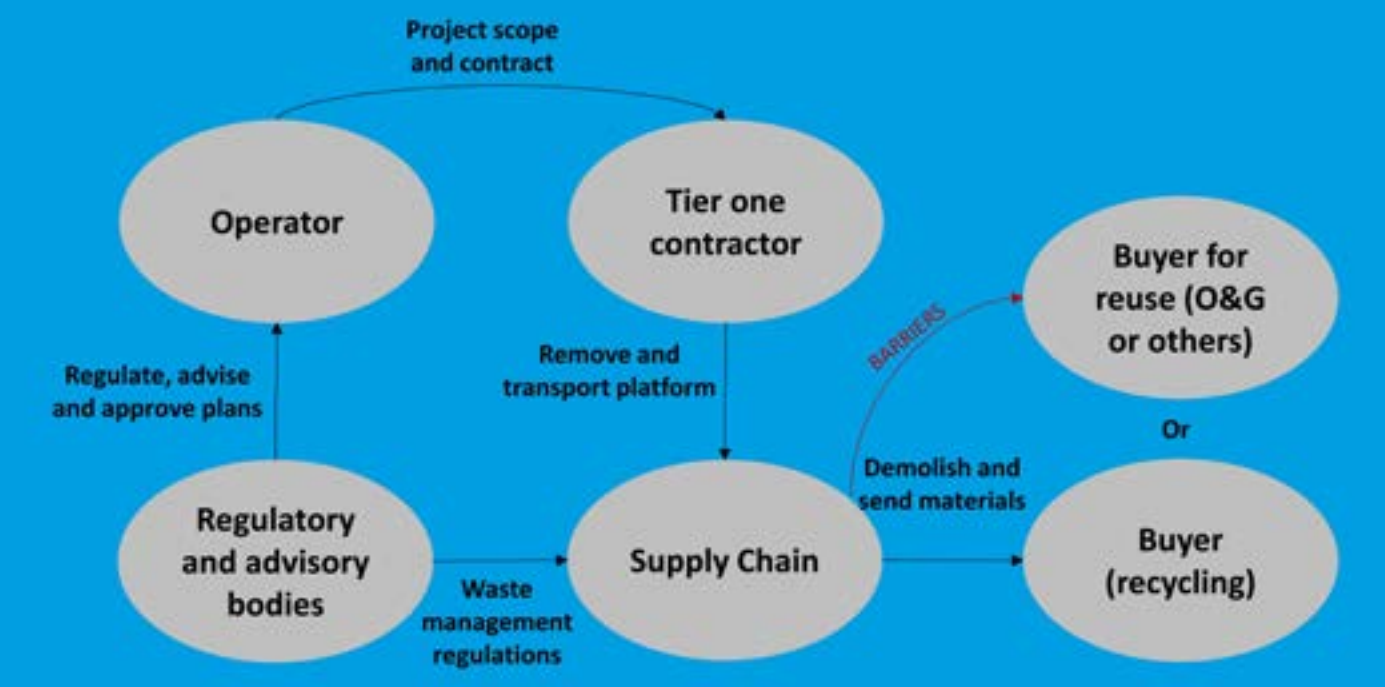 Project scope
and contract
Operator
Tier one
contractor
Buyer for
reuse (O&G
or others)
BARRIERS
Remove and
transport platform
Regulate, advise
and approve plans
Or
Demolish and
send materials
Regulatory
and advisory
bodies
Supply Chain
Buyer
(recycling)
Waste
management
regulations